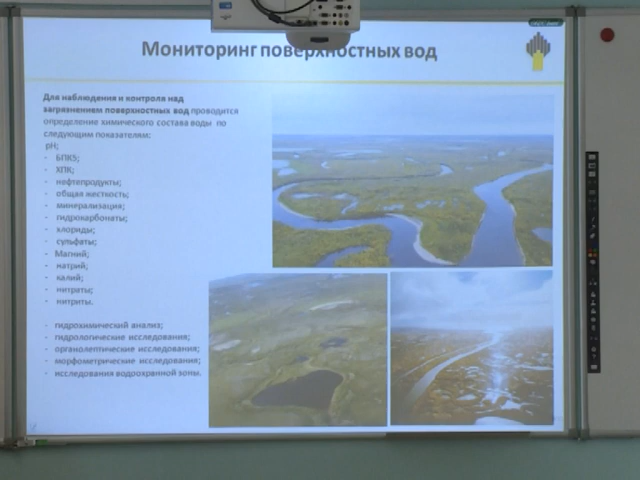 Мониторинг поверхностных вод
Для наблюдения и контроля над
загрязнением поверхностных вод проводится
определение химического состава воды по
следующим показателям:
pH;
- БПК5;
- ХПК;
- нефтепродукты;
- общая жесткость;
- минерализация;
- гидрокарбонаты;
- хлориды;
- сульфаты;
- Магний;
- натрий;
- калий;
- нитраты;
- нитриты.
- гидрохимический анализ;
- гидрологические исследования;
- органолептические исследования;
- морфометрические исследования;
- исследования водоохранной зоны.